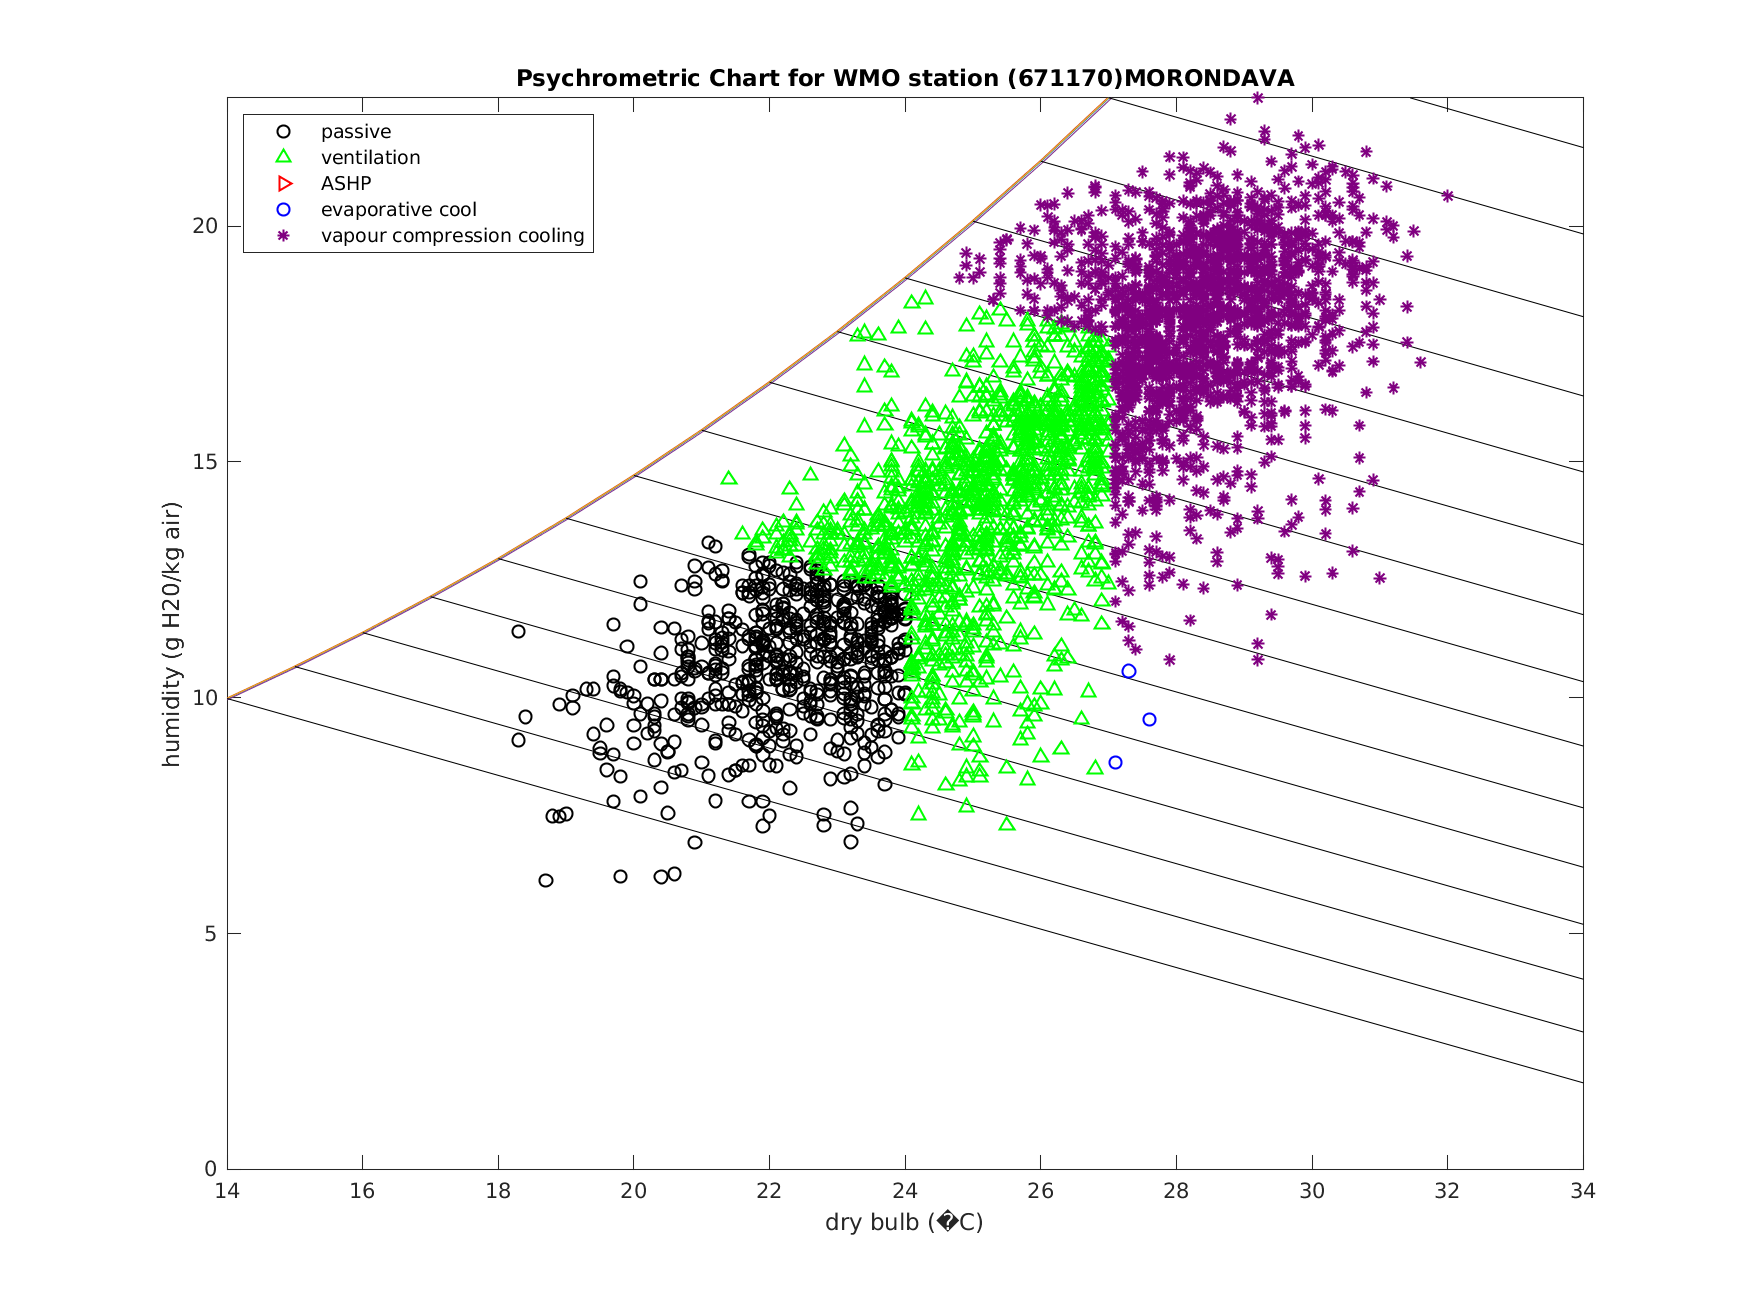 Psychrometric Chart for WMO station (671170)MORONDAVA
passive
ventilation
ASHP
evaporative cool
vapour compression cooling
humidity (g H20/kg air)
20
15
10
5
0
14 16 18 20 22 24 26 28 30 32 34
dry bulb (�C)